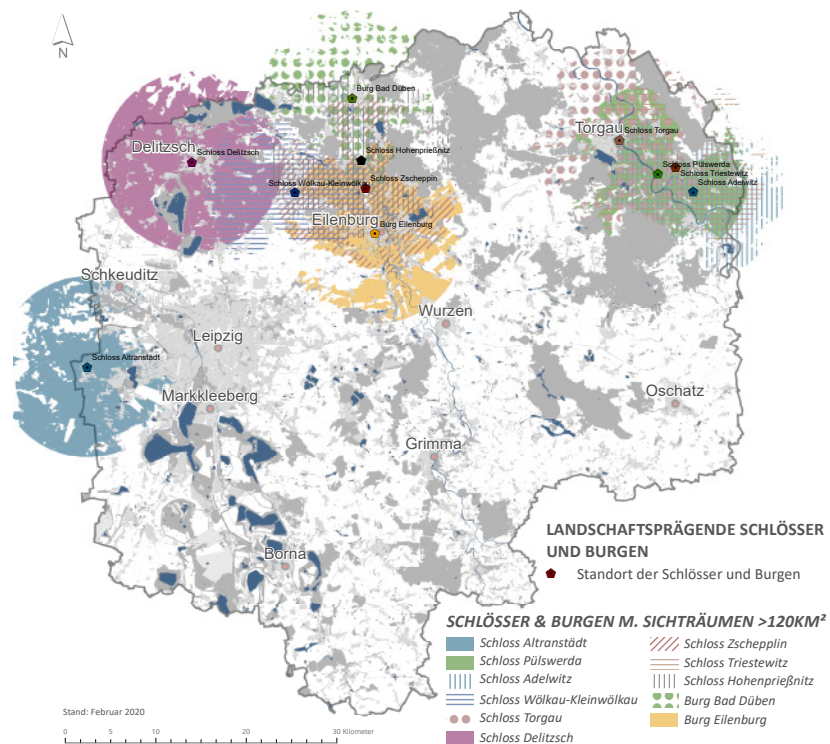 N
Burg Bad Düben
Torgau
Schloss Torgau
Delitzsch
Schloss Delitzsch
Schloss Hohenprießnitz
Schloss Pülswerda
Schloss Triestewitz
Schloss Adelwitz
Schloss Wölkau-Kleinwölkau
Schloss Zscheppin
Eilenburg
Burg Eilenburg
Schkeuditz
Wurzen
Leipzig
Schloss Altranstädt
Markkleeberg
Oschatz
Grimma
Borna
LANDSCHAFTSPRÄGENDE SCHLÖSSER
UND BURGEN
Standort der Schlösser und Burgen
SCHLÖSSER & BURGEN M. SICHTRÄUMEN >120KM²
Schloss Altranstädt
Schloss Pülswerda
Schloss Adelwitz
Schloss Wölkau-Kleinwölkau
Schloss Torgau
Schloss Delitzsch
Schloss Zschepplin
Schloss Triestewitz
Schloss Hohenprießnitz
Burg Bad Düben
Burg Eilenburg
Stand: Februar 2020
0 5 10 15 20 30 Kilometer